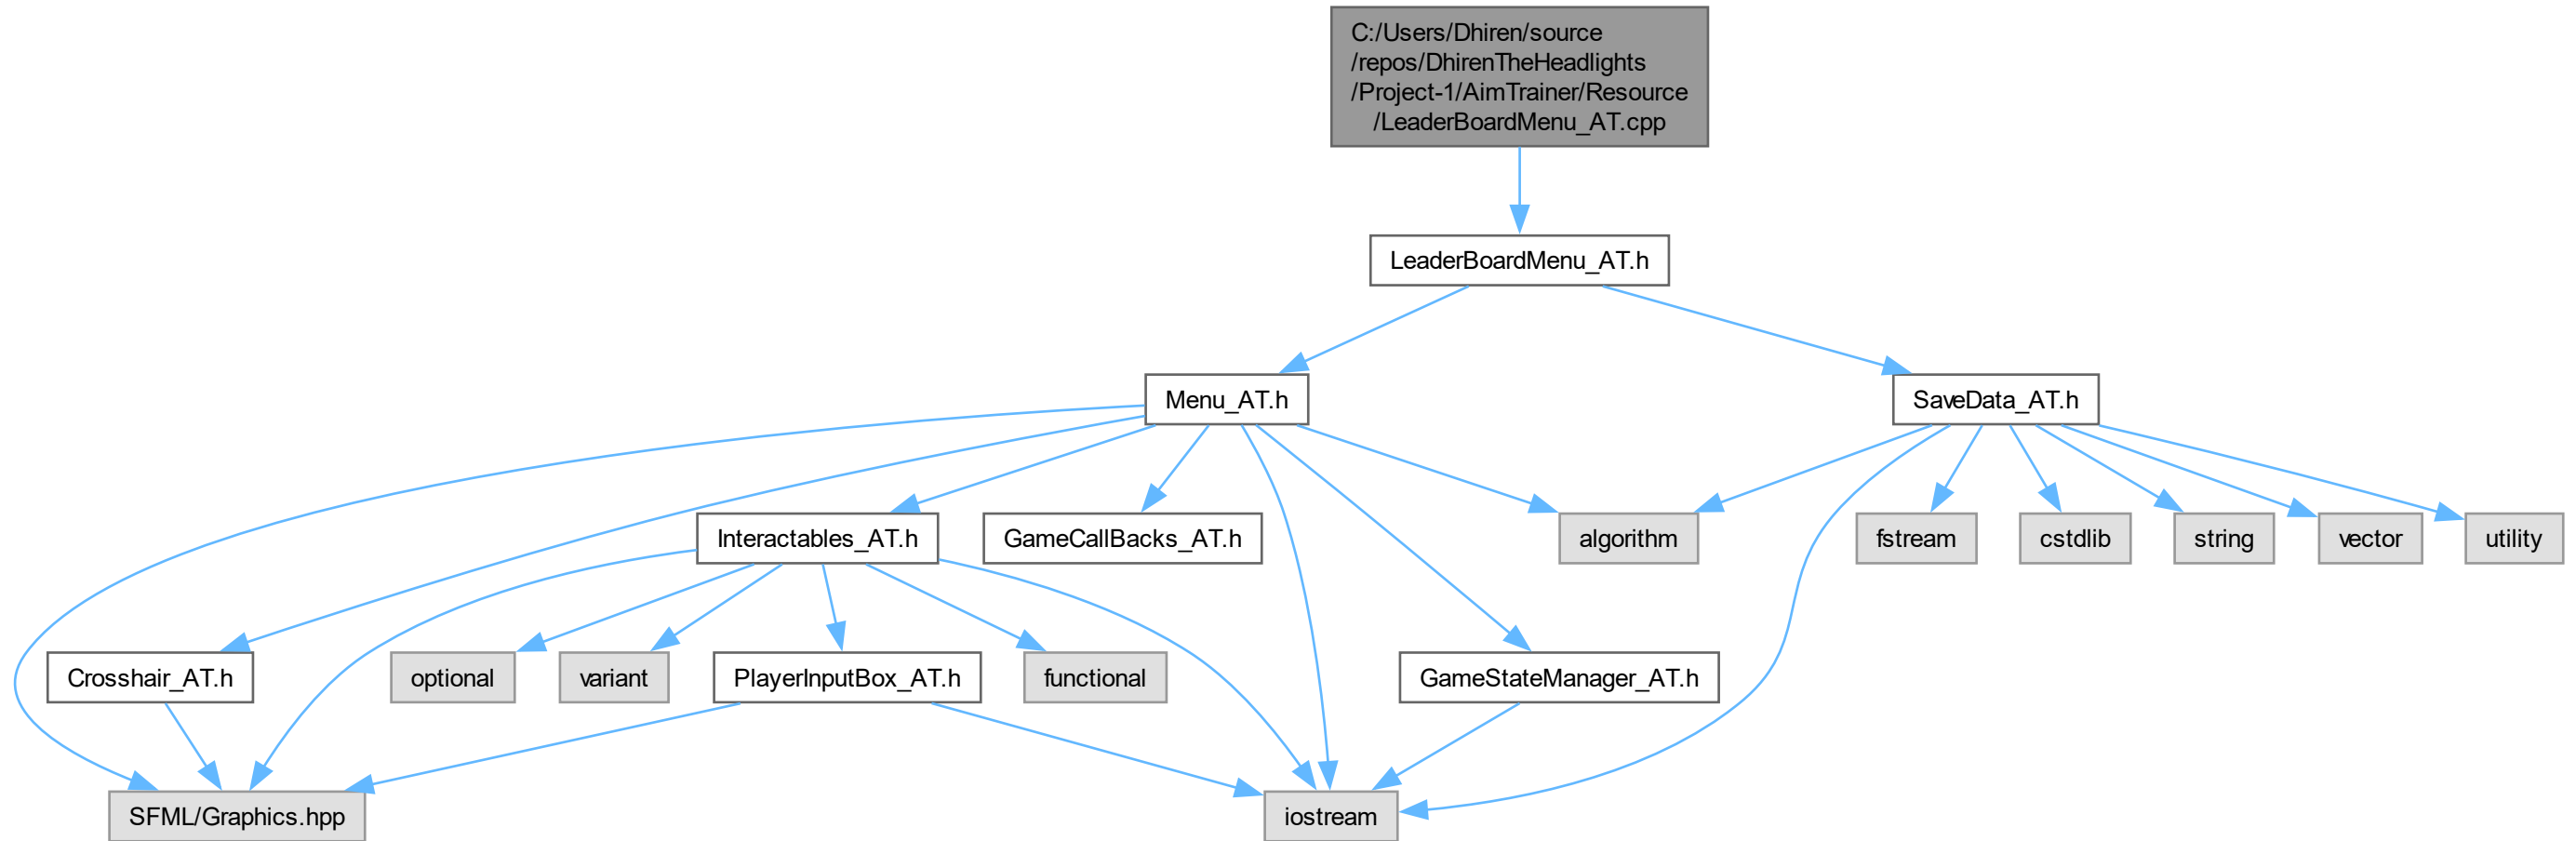 C:/Users/Dhiren/source
/repos/DhirenTheHeadlights
/Project-1/AimTrainer/Resource
/LeaderBoardMenu_AT.cpp
LeaderBoardMenu_AT.h
Menu_AT.h
SaveData_AT.h
Interactables_AT.h
GameCallBacks_AT.h
algorithm
fstream
cstdlib
string
vector
utility
Crosshair_AT.h
optional
variant
PlayerInputBox_AT.h
functional
GameStateManager_AT.h
SFML/Graphics.hpp
iostream